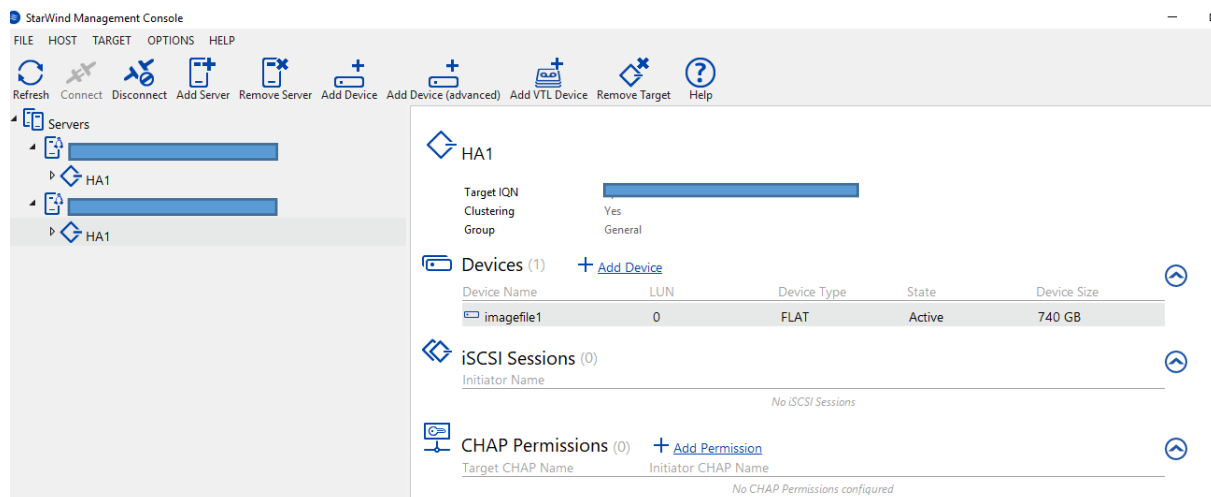 StarWind Management Console
FILE HOST TARGET OPTIONS HELP
Refresh Connect Disconnect Add Server Remove Server Add Device Add Device (advanced) Add VTL Device Remove Target Help
Servers
HA1
HA1
HA1
Target IQN
Clustering Yes
Group General
Devices (1) Add Device
Device Name LUN Device Type State Device Size
imagefile1 0 FLAT Active 740 GB
iSCSI Sessions (0)
Initiator Name
No iSCSI Sessions
CHAP Permissions (0) Add Permission
Target CHAP Name Initiator CHAP Name
No CHAP Permissions configured